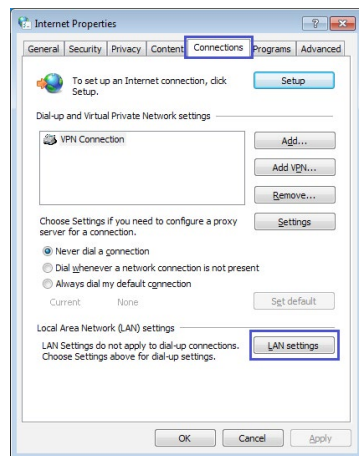 Internet Properties
General Security Privacy Content Connections Programs Advanced
To set up an Internet connection, click
Setup.
Setup
Dial-up and Virtual Private Network settings
VPN Connection
Add...
Add VPN...
Remove...
Choose Settings if you need to configure a proxy
server for a connection.
Settings
Never dial a connection
Dial whenever a network connection is not present
Always dial my default connection
Current None
Set default
Local Area Network (LAN) settings
LAN Settings do not apply to dial-up connections.
Choose Settings above for dial-up settings.
LAN settings
OK Cancel Apply